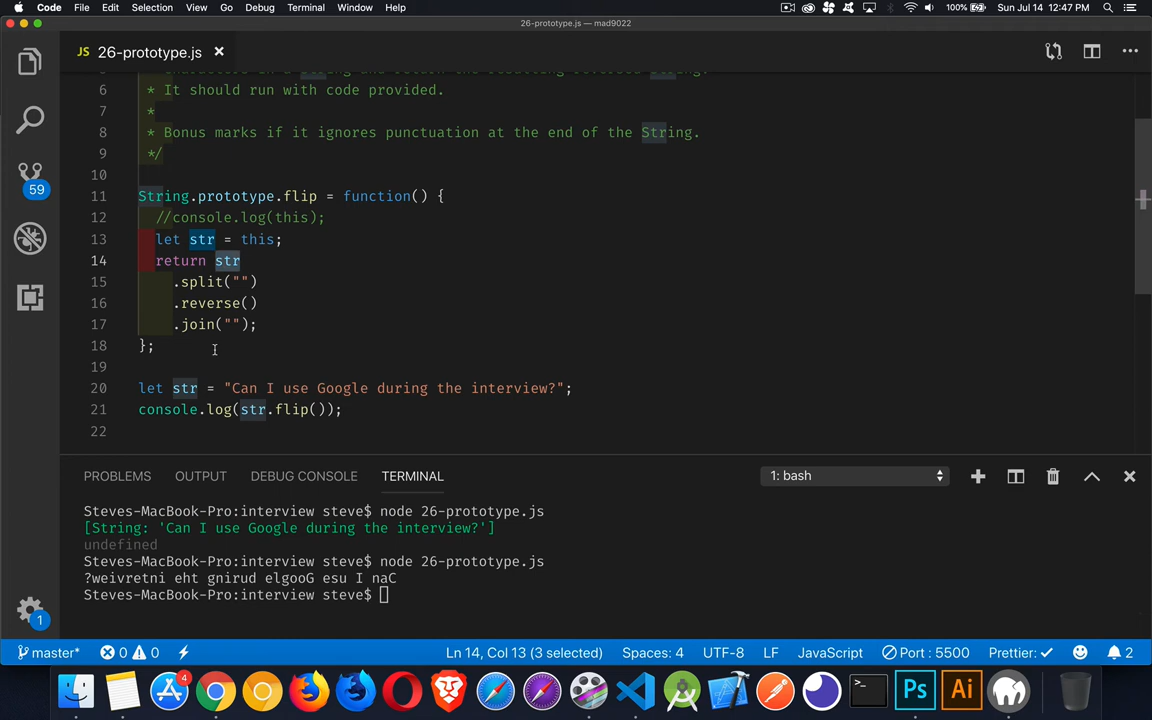 Code File Edit Selection View Go Debug Terminal Window Help 100% Sun Jul 14 12:47 PM
26-prototype.js — mad9022
JS 26-prototype.js
6 * It should run with code provided.
7 *
8 * Bonus marks if it ignores punctuation at the end of the String.
9 */
10
11 String.prototype.flip = function() {
12 //console.log(this);
13 let str = this;
14 return str
15 .split("")
16 .reverse()
17 .join("");
18 };
19
20 let str = "Can I use Google during the interview?";
21 console.log(str.flip());
22
59
PROBLEMS OUTPUT DEBUG CONSOLE TERMINAL 1: bash
Steves-MacBook-Pro:interview steve$ node 26-prototype.js
[String: 'Can I use Google during the interview?']
undefined
Steves-MacBook-Pro:interview steve$ node 26-prototype.js
?weivretni eht gnirud elgooG esu I naC
Steves-MacBook-Pro:interview steve$
1
master* 0 0 Ln 14, Col 13 (3 selected) Spaces: 4 UTF-8 LF JavaScript Port : 5500 Prettier: 2
4
>_ Ps Ai